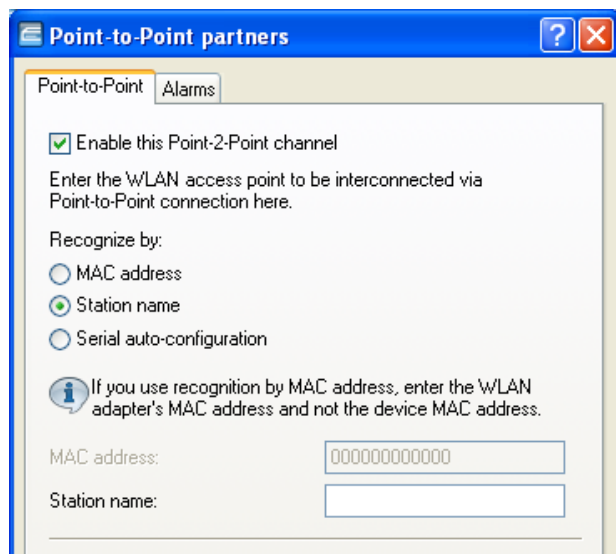 Point-to-Point partners
Point-to-Point
Alarms
Enable this Point-2-Point channel
Enter the WLAN access point to be interconnected via
Point-to-Point connection here.
Recognize by:
MAC address
Station name
Serial auto-configuration
If you use recognition by MAC address, enter the WLAN
adapter's MAC address and not the device MAC address.
MAC address:
000000000000
Station name: